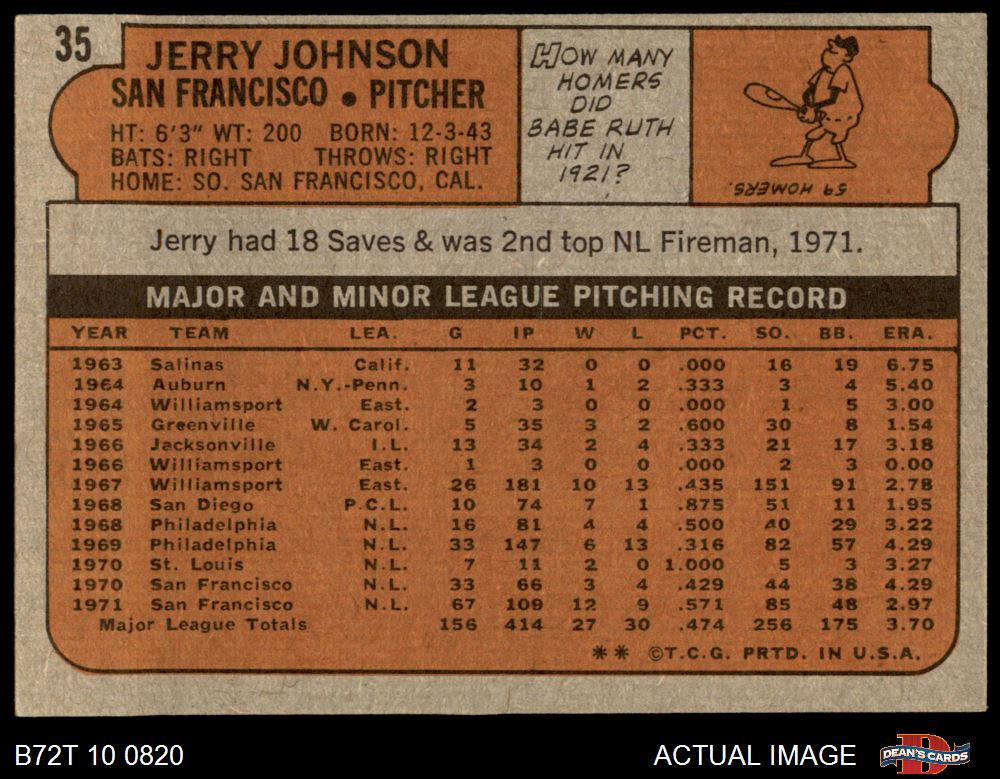 35
JERRY JOHNSON
SAN FRANCISCO • PITCHER
HT: 6'3" WT: 200 BORN: 12-3-43
BATS: RIGHT THROWS: RIGHT
HOME: SO. SAN FRANCISCO, CAL.
HOW MANY
HOMERS
DID
BABE RUTH
HIT IN
1921?
59 HOMERS.
Jerry had 18 Saves & was 2nd top NL Fireman, 1971.
MAJOR AND MINOR LEAGUE PITCHING RECORD
YEAR TEAM LEA. G IP W L PCT. SO. BB. ERA.
1963 Salinas Calif. 11 32 0 0 .000 16 19 6.75
1964 Auburn N.Y.-Penn. 3 10 1 2 .333 3 4 5.40
1964 Williamsport East. 2 3 0 0 .000 1 5 3.00
1965 Greenville W. Carol. 5 35 3 2 .600 30 8 1.54
1966 Jacksonville I.L. 13 34 2 4 .333 21 17 3.18
1966 Williamsport East. 1 3 0 0 .000 2 3 0.00
1967 Williamsport East. 26 181 10 13 .435 151 91 2.78
1968 San Diego P.C.L. 10 74 7 1 .875 51 11 1.95
1968 Philadelphia N.L. 16 81 4 4 .500 40 29 3.22
1969 Philadelphia N.L. 33 147 6 13 .316 82 57 4.29
1970 St. Louis N.L. 7 11 2 0 1.000 5 3 3.27
1970 San Francisco N.L. 33 66 3 4 .429 44 38 4.29
1971 San Francisco N.L. 67 109 12 9 .571 85 48 2.97
Major League Totals 156 414 27 30 .474 256 175 3.70
** ©T.C.G. PRTD. IN U.S.A.
B72T 10 0820
ACTUAL IMAGE
DEAN'S CARDS